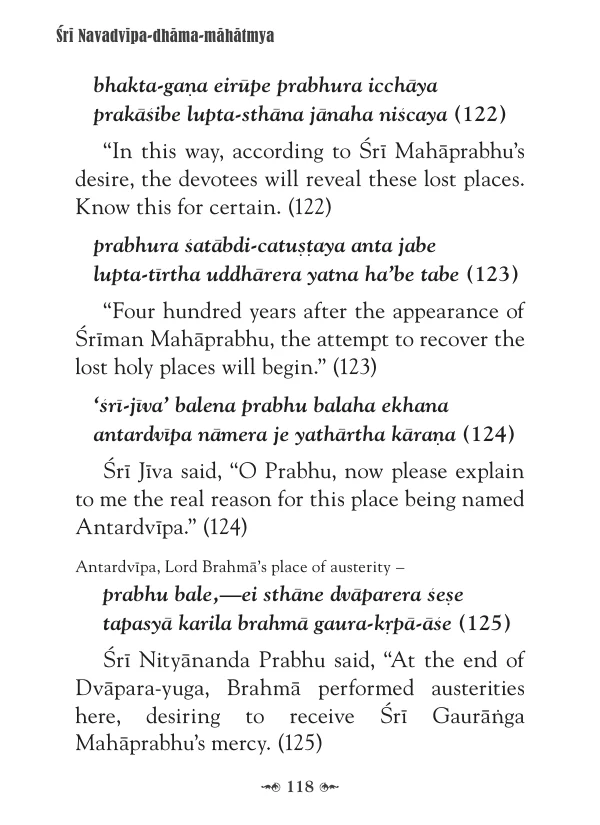 Śrī Navadvīpa-dhāma-māhātmya
bhakta-gaṇa eirūpe prabhura icchāya
prakāśibe lupta-sthāna jānaha niścaya (122)
“In this way, according to Śrī Mahāprabhu’s
desire, the devotees will reveal these lost places.
Know this for certain. (122)
prabhura śatābdi-catuṣṭaya anta jabe
lupta-tīrtha uddhārera yatna ha’be tabe (123)
“Four hundred years after the appearance of
Śrīman Mahāprabhu, the attempt to recover the
lost holy places will begin.” (123)
‘śrī-jīva’ balena prabhu balaha ekhana
antardvīpa nāmera je yathārtha kāraṇa (124)
Śrī Jīva said, “O Prabhu, now please explain
to me the real reason for this place being named
Antardvīpa.” (124)
Antardvīpa, Lord Brahmā’s place of austerity –
prabhu bale,—ei sthāne dvāparera śeṣe
tapasyā karila brahmā gaura-kṛpā-āśe (125)
Śrī Nityānanda Prabhu said, “At the end of
Dvāpara-yuga, Brahmā performed austerities
here, desiring to receive Śrī Gaurāṅga
Mahāprabhu’s mercy. (125)
118